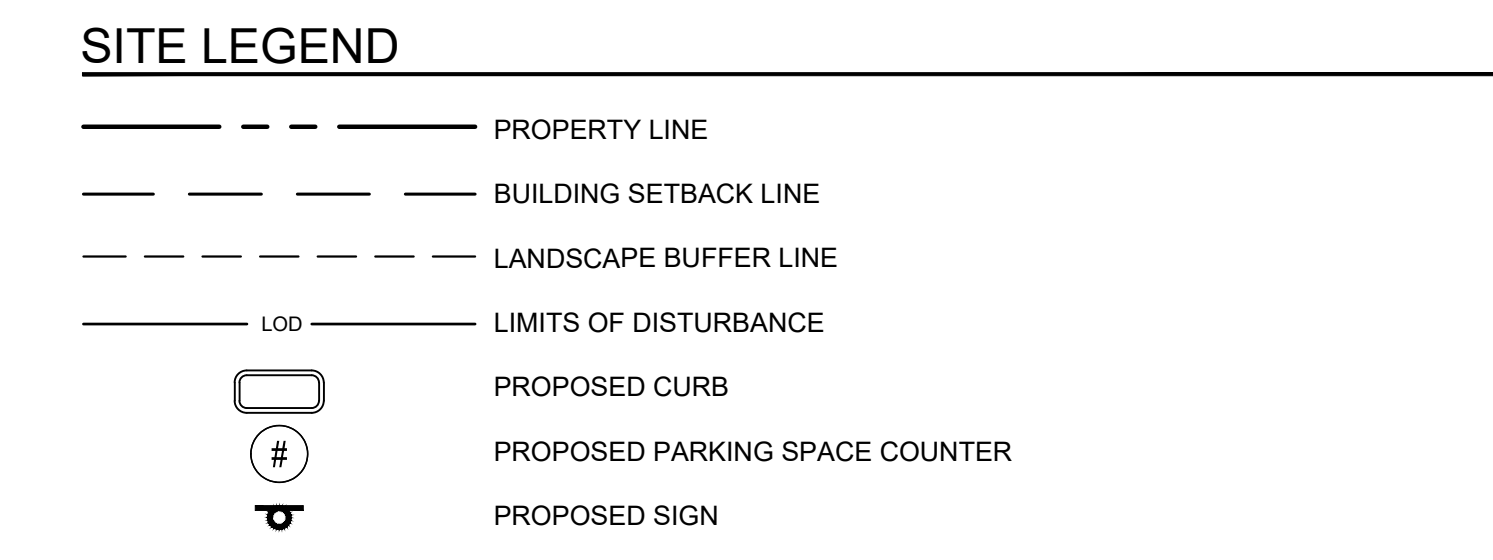 SITE LEGEND
PROPERTY LINE
BUILDING SETBACK LINE
LANDSCAPE BUFFER LINE
LOD LIMITS OF DISTURBANCE
PROPOSED CURB
# PROPOSED PARKING SPACE COUNTER
PROPOSED SIGN